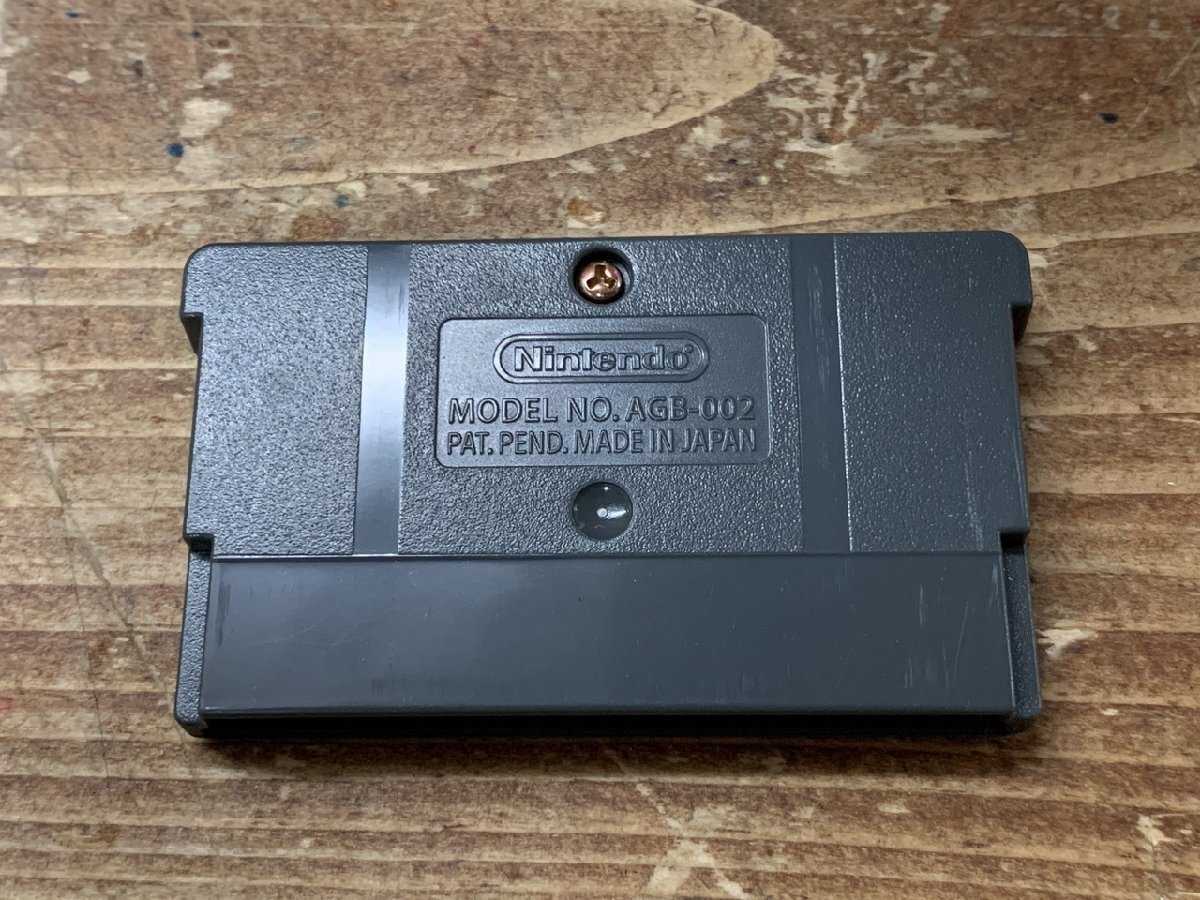 Nintendo®
MODEL NO. AGB-002
PAT. PEND. MADE IN JAPAN